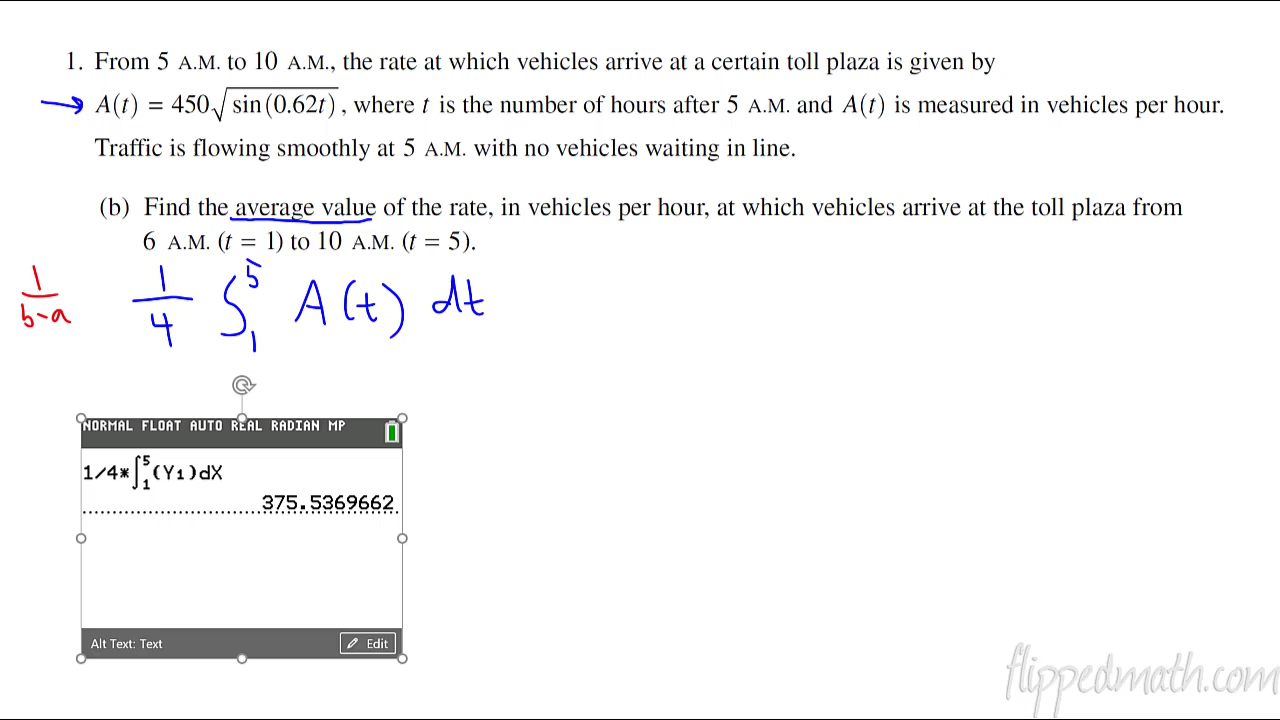 1. From 5 A.M. to 10 A.M., the rate at which vehicles arrive at a certain toll plaza is given by
A(t) = 450√sin(0.62t), where t is the number of hours after 5 A.M. and A(t) is measured in vehicles per hour.
Traffic is flowing smoothly at 5 A.M. with no vehicles waiting in line.
(b) Find the average value of the rate, in vehicles per hour, at which vehicles arrive at the toll plaza from
6 A.M. (t = 1) to 10 A.M. (t = 5).
1/b-a 1/4 ∫₁⁵ A(t) dt
NORMAL FLOAT AUTO REAL RADIAN MP
1/4*∫₁⁵(Y₁)dX
375.5369662
Alt Text: Text Edit
flippedmath.com